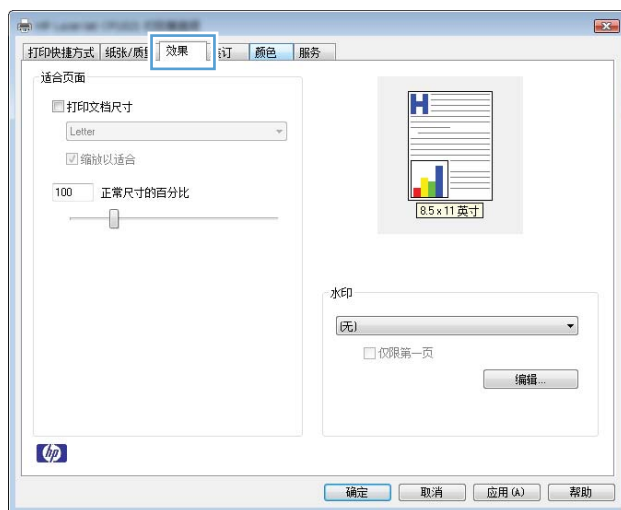 打印快捷方式 纸张/质 效果 订 颜色 服务
适合页面
打印文档尺寸
Letter
缩放以适合
100 正常尺寸的百分比
H
8.5 x 11 英寸
水印
(无)
仅限第一页
编辑...
hp
确定 取消 应用 (A) 帮助